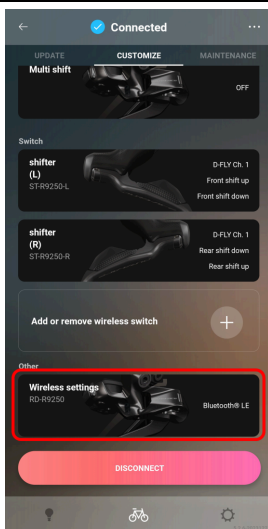 Connected
UPDATE CUSTOMIZE MAINTENANCE
Multi shift
OFF
Switch
shifter
(L)
ST-R9250-L
D-FLY Ch. 1
Front shift up
Front shift down
shifter
(R)
ST-R9250-R
D-FLY Ch. 1
Rear shift down
Rear shift up
Add or remove wireless switch
Other
Wireless settings
RD-R9250
Bluetooth® LE
DISCONNECT